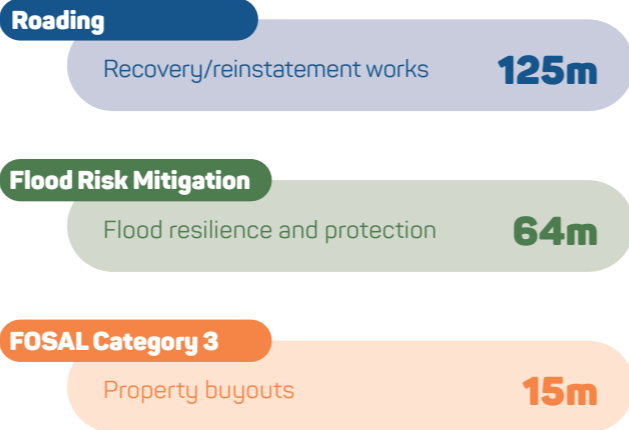 Roading
Recovery/reinstatement works 125m
Flood Risk Mitigation
Flood resilience and protection 64m
FOSAL Category 3
Property buyouts 15m